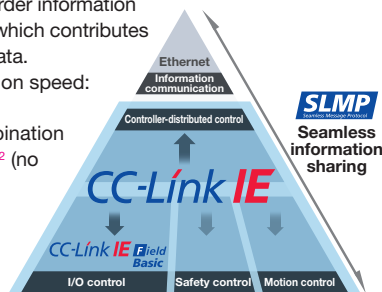 rder information
which contributes
ata.
on speed:
bination
2 (no
Ethernet
Information
communication
Controller-distributed control
SLMP
Seamless Message Protocol
Seamless
information
sharing
CC-Link IE
CC-Link IE Field
Basic
I/O control
Safety control
Motion control